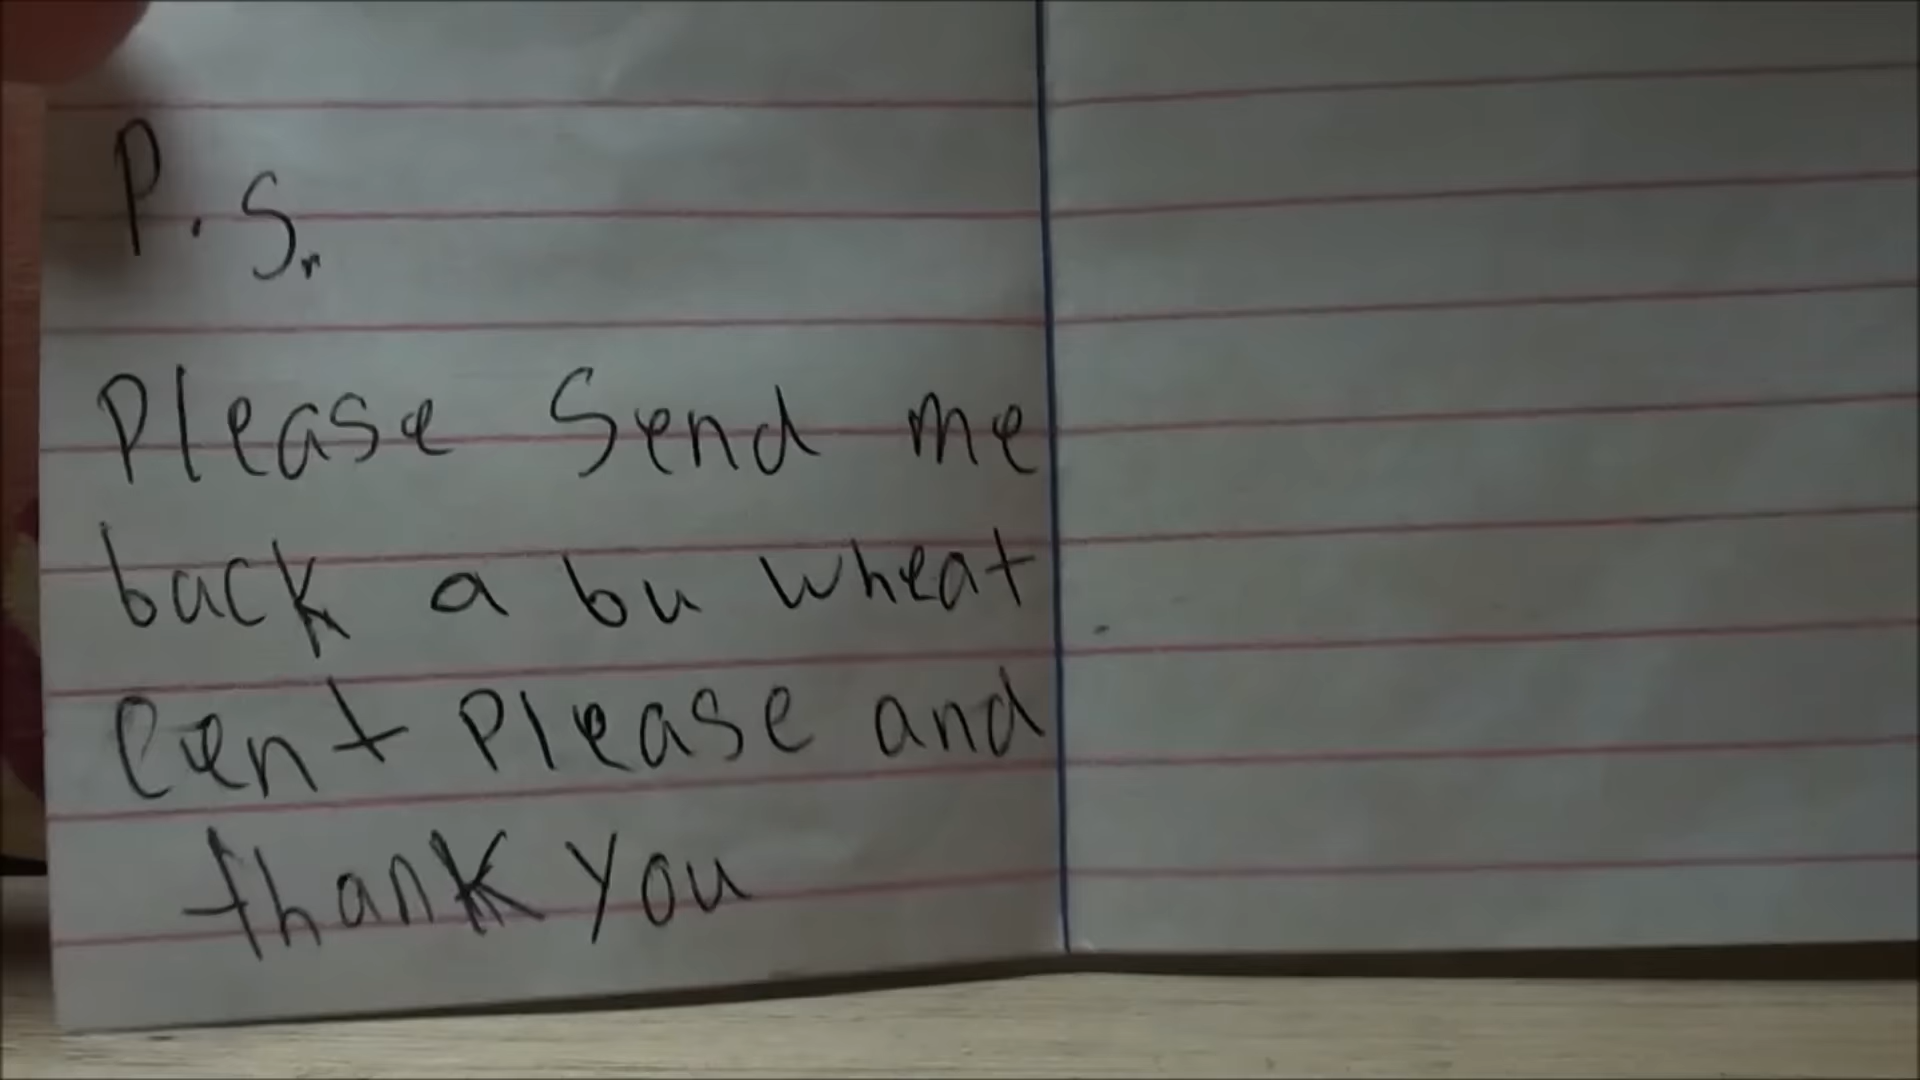 P.S.
Please Send me
back a bu wheat
Cent Please and
thank you